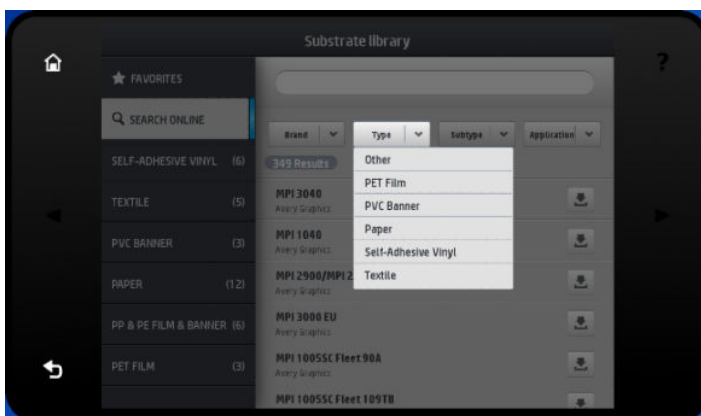 Substrate library
?
FAVORITES
SEARCH ONLINE
SELF-ADHESIVE VINYL (6)
TEXTILE (5)
PVC BANNER (3)
PAPER (12)
PP & PE FILM & BANNER (6)
PET FILM (3)
Brand
Type
Subtype
Application
349 Results
Other
PET Film
PVC Banner
Paper
Self-Adhesive Vinyl
Textile
MPI 3040
Avery Graphics
MPI 1040
Avery Graphics
MPI 2900/MPI 2
Avery Graphics
MPI 3000 EU
Avery Graphics
MPI 1005SC Fleet 90A
Avery Graphics
MPI 1005SC Fleet 109TB